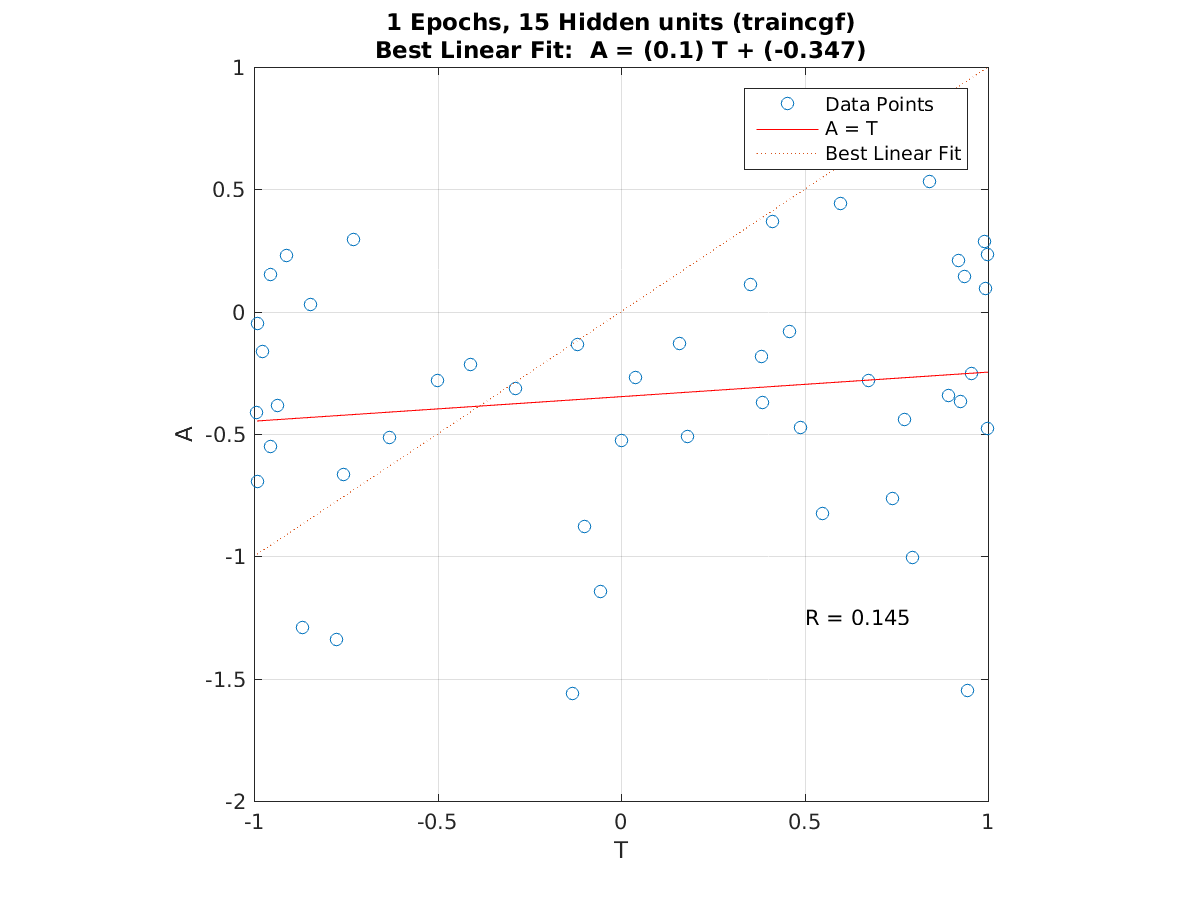 1 Epochs, 15 Hidden units (traincgf)
Best Linear Fit:  A = (0.1) T + (-0.347)
Data Points
A = T
Best Linear Fit
1
0.5
0
-0.5
-1
-1.5
-2
A
R = 0.145
-1
-0.5
0
0.5
1
T